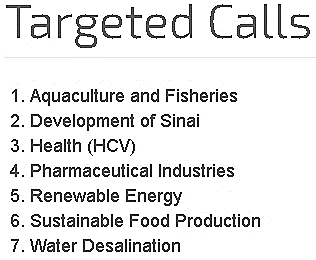 Targeted Calls
1. Aquaculture and Fisheries
2. Development of Sinai
3. Health (HCV)
4. Pharmaceutical Industries
5. Renewable Energy
6. Sustainable Food Production
7. Water Desalination